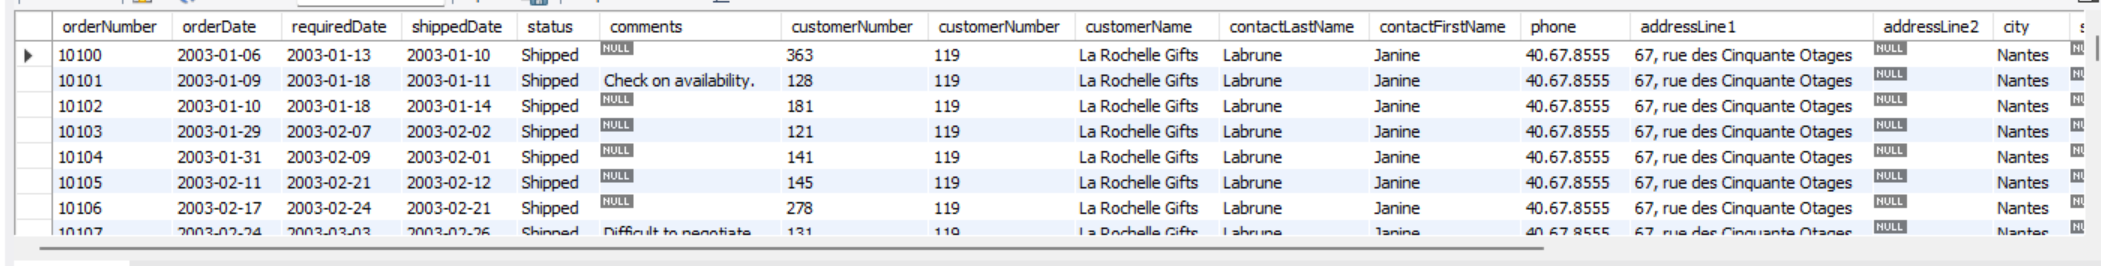 orderNumber orderDate requiredDate shippedDate status comments customerNumber customerNumber customerName contactLastName contactFirstName phone addressLine1 addressLine2 city
10100 2003-01-06 2003-01-13 2003-01-10 Shipped NULL 363 119 La Rochelle Gifts Labrune Janine 40.67.8555 67, rue des Cinquante Otages NULL Nantes
10101 2003-01-09 2003-01-18 2003-01-11 Shipped Check on availability. 128 119 La Rochelle Gifts Labrune Janine 40.67.8555 67, rue des Cinquante Otages NULL Nantes
10102 2003-01-10 2003-01-18 2003-01-14 Shipped NULL 181 119 La Rochelle Gifts Labrune Janine 40.67.8555 67, rue des Cinquante Otages NULL Nantes
10103 2003-01-29 2003-02-07 2003-02-02 Shipped NULL 121 119 La Rochelle Gifts Labrune Janine 40.67.8555 67, rue des Cinquante Otages NULL Nantes
10104 2003-01-31 2003-02-09 2003-02-01 Shipped NULL 141 119 La Rochelle Gifts Labrune Janine 40.67.8555 67, rue des Cinquante Otages NULL Nantes
10105 2003-02-11 2003-02-21 2003-02-12 Shipped NULL 145 119 La Rochelle Gifts Labrune Janine 40.67.8555 67, rue des Cinquante Otages NULL Nantes
10106 2003-02-17 2003-02-24 2003-02-21 Shipped NULL 278 119 La Rochelle Gifts Labrune Janine 40.67.8555 67, rue des Cinquante Otages NULL Nantes
10107 2003-02-24 2003-03-03 2003-02-26 Shipped Difficult to negotiate 131 119 La Rochelle Gifts Labrune Janine 40.67.8555 67, rue des Cinquante Otages NULL Nantes